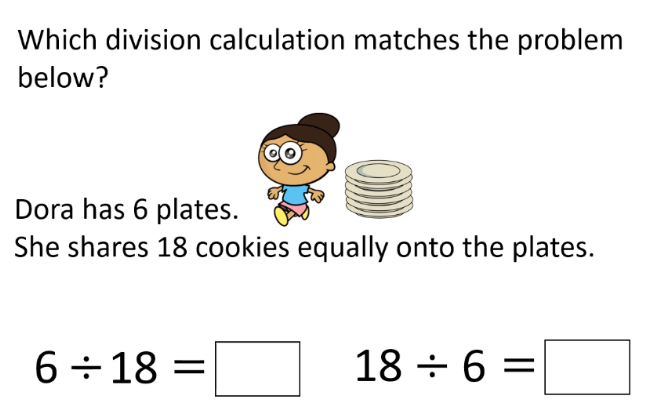 Which division calculation matches the problem
below?
Dora has 6 plates.
She shares 18 cookies equally onto the plates.
6 ÷ 18 =
18 ÷ 6 =